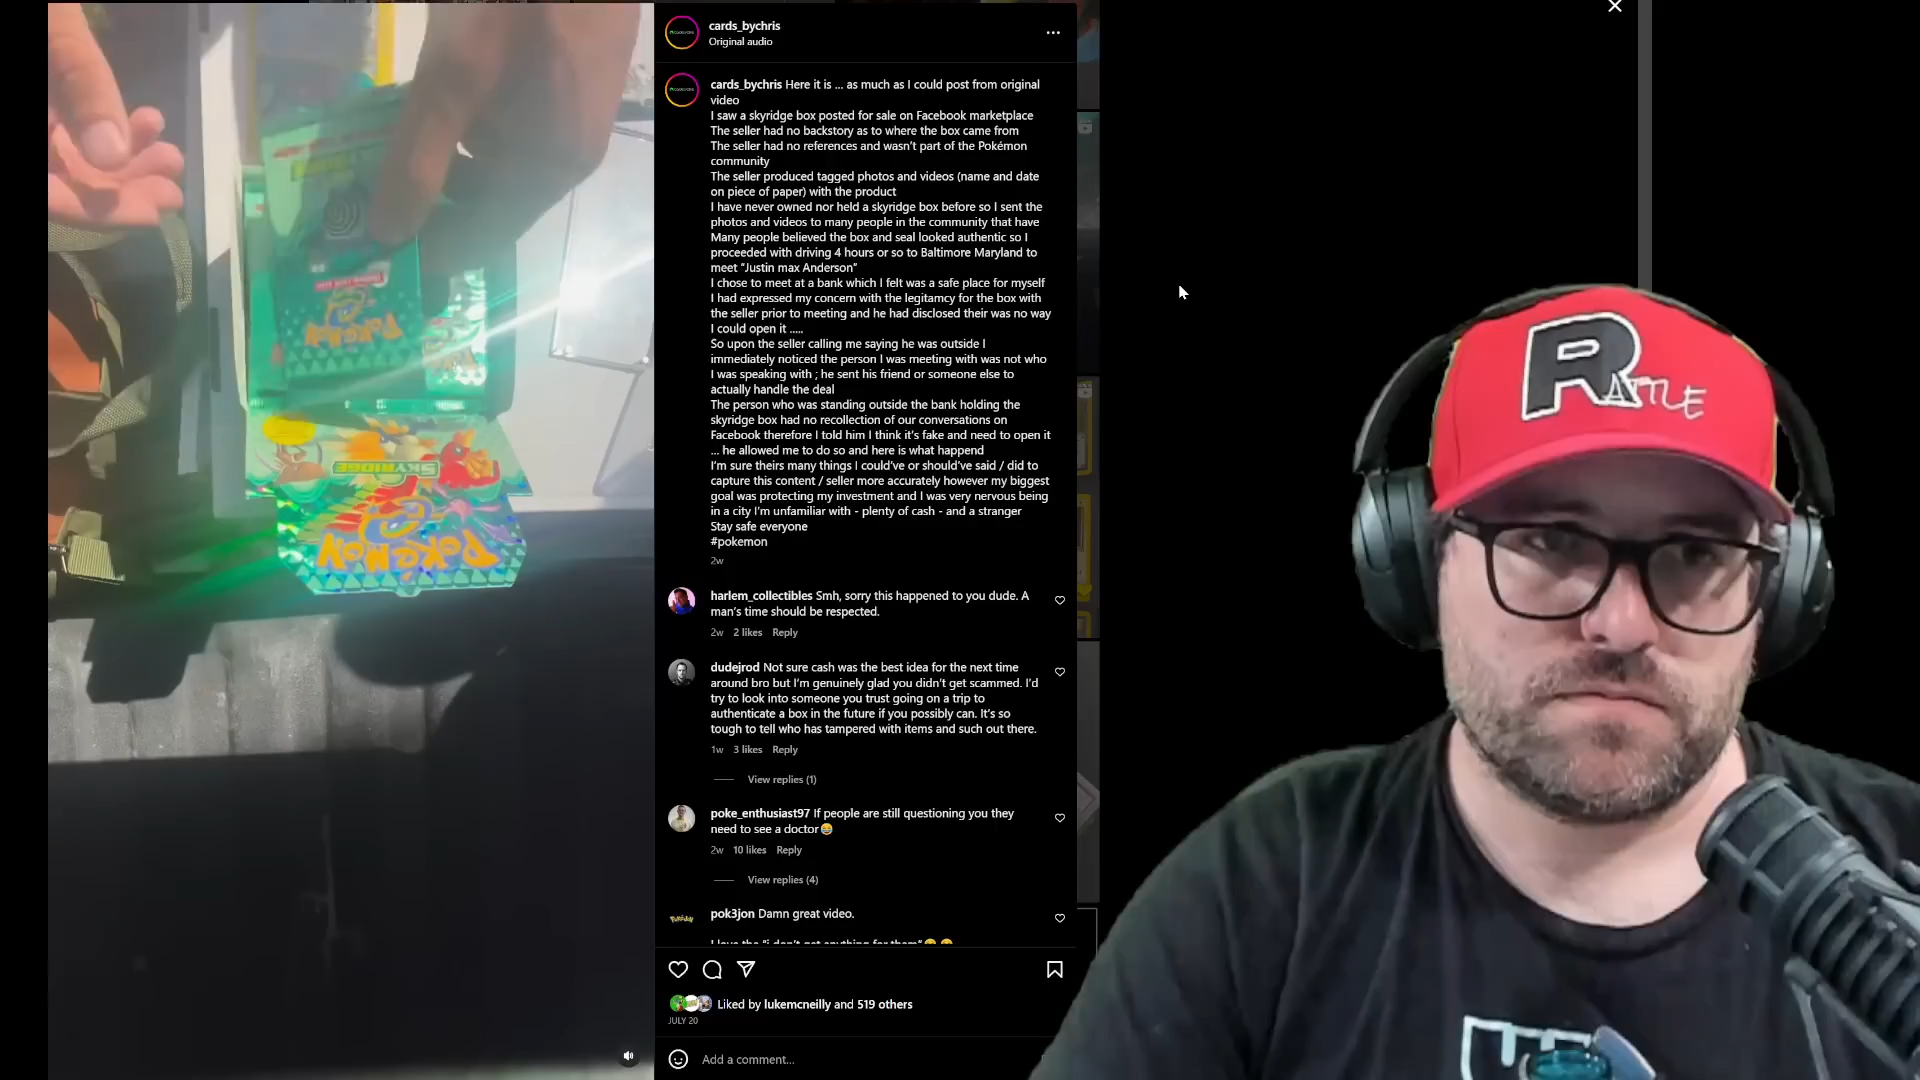 cards_bychris
Original audio
cards_bychris Here it is ... as much as I could post from original
video
I saw a skyridge box posted for sale on Facebook marketplace
The seller had no backstory as to where the box came from
The seller had no references and wasn't part of the Pokémon
community
The seller produced tagged photos and videos (name and date
on piece of paper) with the product
I have never owned nor held a skyridge box before so I sent the
photos and videos to many people in the community that have
Many people believed the box and seal looked authentic so I
proceeded with driving 4 hours or so to Baltimore Maryland to
meet "Justin max Anderson"
I chose to meet at a bank which I felt was a safe place for myself
I had expressed my concern with the legitamcy for the box with
the seller prior to meeting and he had disclosed their was no way
I could open it .....
So upon the seller calling me saying he was outside I
immediately noticed the person I was meeting with was not who
I was speaking with ; he sent his friend or someone else to
actually handle the deal
The person who was standing outside the bank holding the
skyridge box had no recollection of our conversations on
Facebook therefore I told him I think it's fake and need to open it
... he allowed me to do so and here is what happend
I'm sure theirs many things I could've or should've said / did to
capture this content / seller more accurately however my biggest
goal was protecting my investment and I was very nervous being
in a city I'm unfamiliar with - plenty of cash - and a stranger
Stay safe everyone
#pokemon
2w
harlem_collectibles Smh, sorry this happened to you dude. A
man's time should be respected.
2w 2 likes Reply
dudejrod Not sure cash was the best idea for the next time
around bro but I'm genuinely glad you didn't get scammed. I'd
try to look into someone you trust going on a trip to
authenticate a box in the future if you possibly can. It's so
tough to tell who has tampered with items and such out there.
1w 3 likes Reply
View replies (1)
poke_enthusiast97 If people are still questioning you they
need to see a doctor😂
2w 10 likes Reply
View replies (4)
pok3jon Damn great video.
I love the "i don't get anything for them"
Liked by lukemcneilly and 519 others
JULY 20
Add a comment...
SKYRIDGE
POKéMON
RATTLE